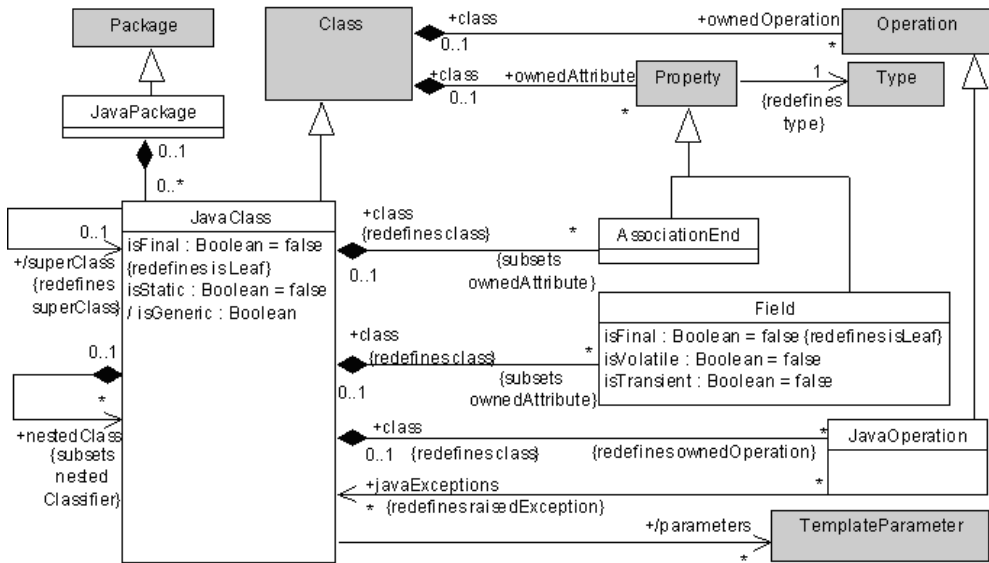 Package
Class
+class
0..1
+ownedOperation
*
Operation
+class
0..1
+ownedAttribute
*
Property
1
{redefines
type}
Type
JavaPackage
0..1
0..*
JavaClass
isFinal : Boolean = false
{redefines isLeaf}
isStatic : Boolean = false
/ isGeneric : Boolean
0..1
+/superClass
{redefines
superClass}
0..1
*
+nestedClass
{subsets
nested
Classifier}
+class
{redefines class}
0..1
*
{subsets
ownedAttribute}
AssociationEnd
+class
{redefines class}
0..1
*
{subsets
ownedAttribute}
Field
isFinal : Boolean = false {redefines isLeaf}
isVolatile : Boolean = false
isTransient : Boolean = false
+class
0..1
{redefines class}
*
{redefines ownedOperation}
JavaOperation
+javaExceptions
*
{redefines raisedException}
*
+/parameters
*
TemplateParameter